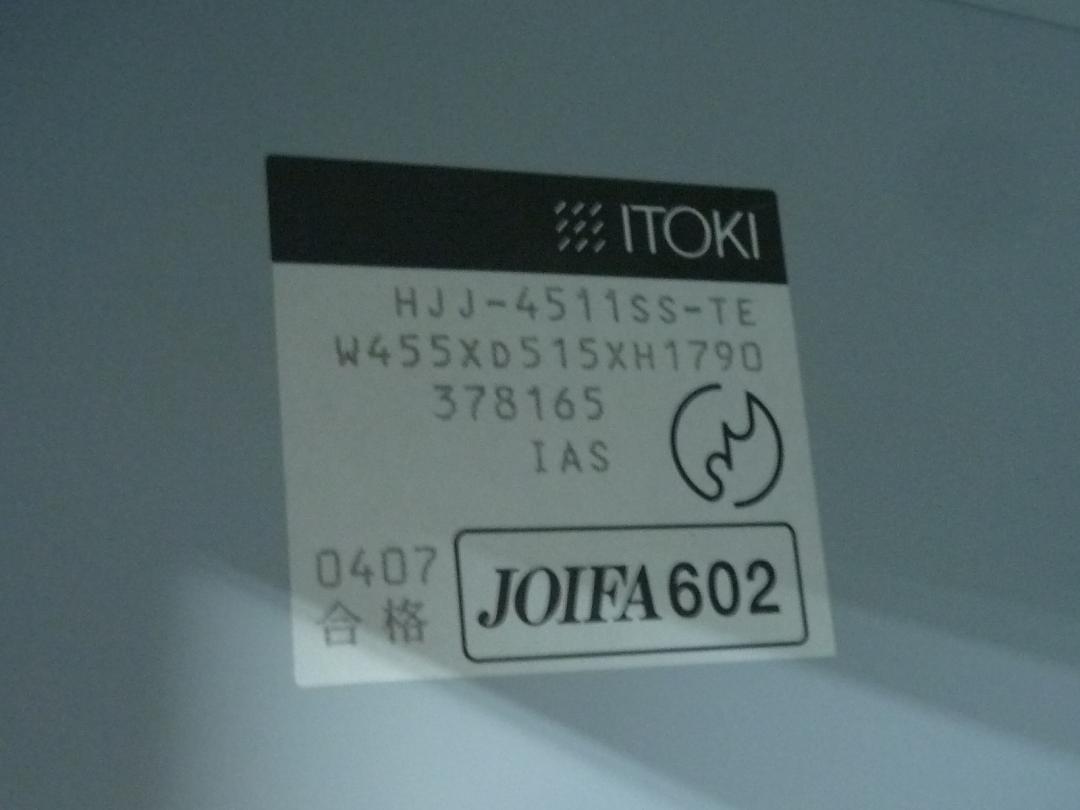 ITOKI
HJJ-4511SS-TE
W455XD515XH1790
378165
IAS
0407
合格
JOIFA602